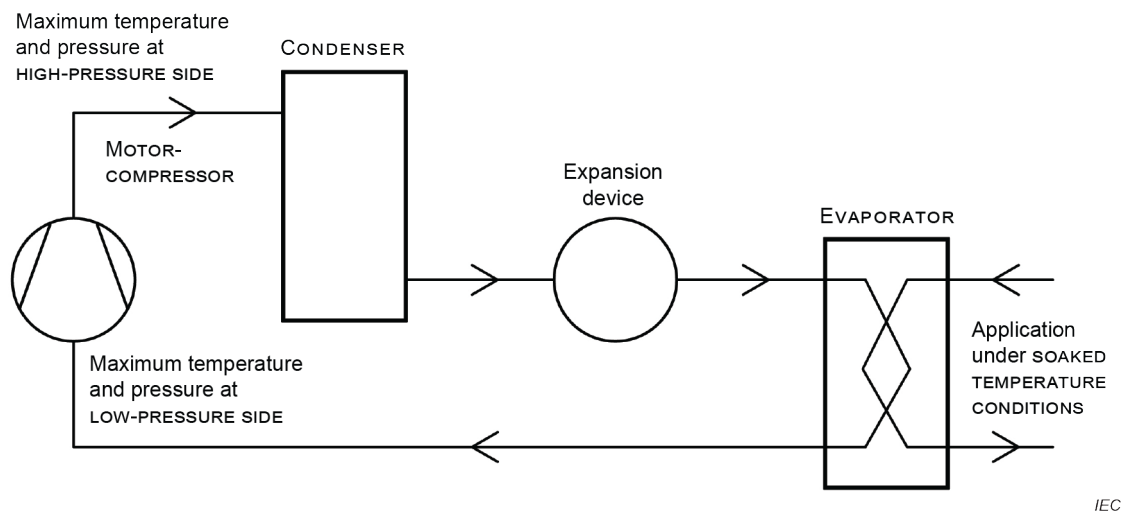 Maximum temperature
and pressure at
HIGH-PRESSURE SIDE
CONDENSER
MOTOR-
COMPRESSOR
Expansion
device
EVAPORATOR
Maximum temperature
and pressure at
LOW-PRESSURE SIDE
Application
under SOAKED
TEMPERATURE
CONDITIONS
IEC